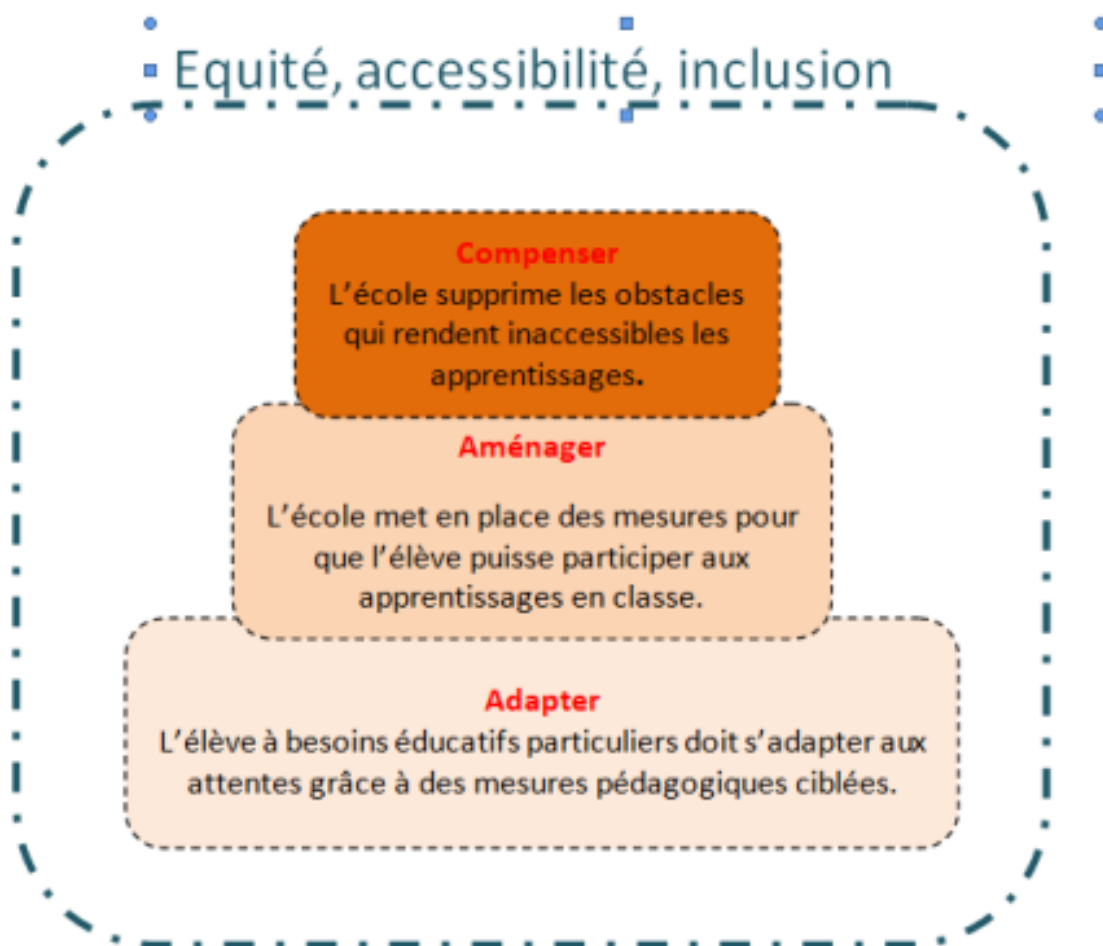 Equité, accessibilité, inclusion
Compenser
L’école supprime les obstacles
qui rendent inaccessibles les
apprentissages.
Aménager
L’école met en place des mesures pour
que l’élève puisse participer aux
apprentissages en classe.
Adapter
L’élève à besoins éducatifs particuliers doit s’adapter aux
attentes grâce à des mesures pédagogiques ciblées.